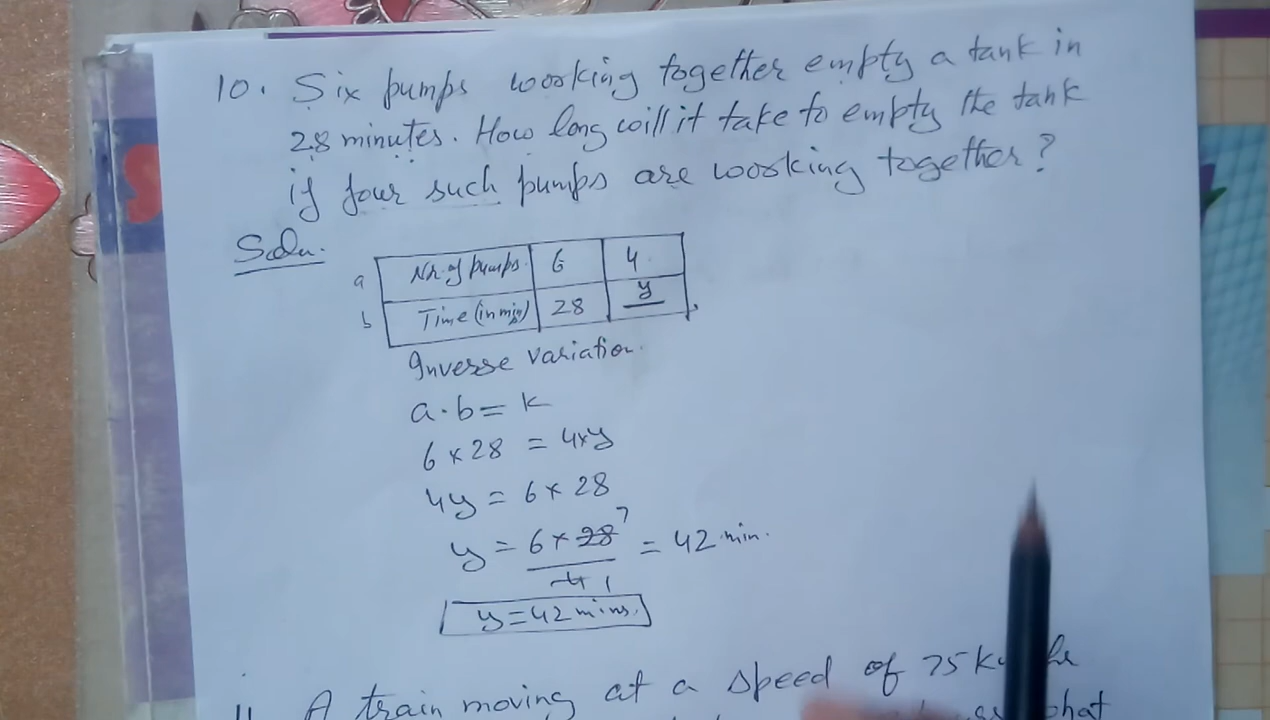 10. Six pumps working together empty a tank in
28 minutes. How long will it take to empty the tank
if four such pumps are working together?
Soln.
a No. of pumps 6 4
b Time (in min) 28 y
Inverse variation.
a.b = k
6 × 28 = 4×y
4y = 6 × 28
y = 6 × 28 7 / 4 1 = 42 min.
y = 42 mins.
11. A train moving at a speed of 75 km